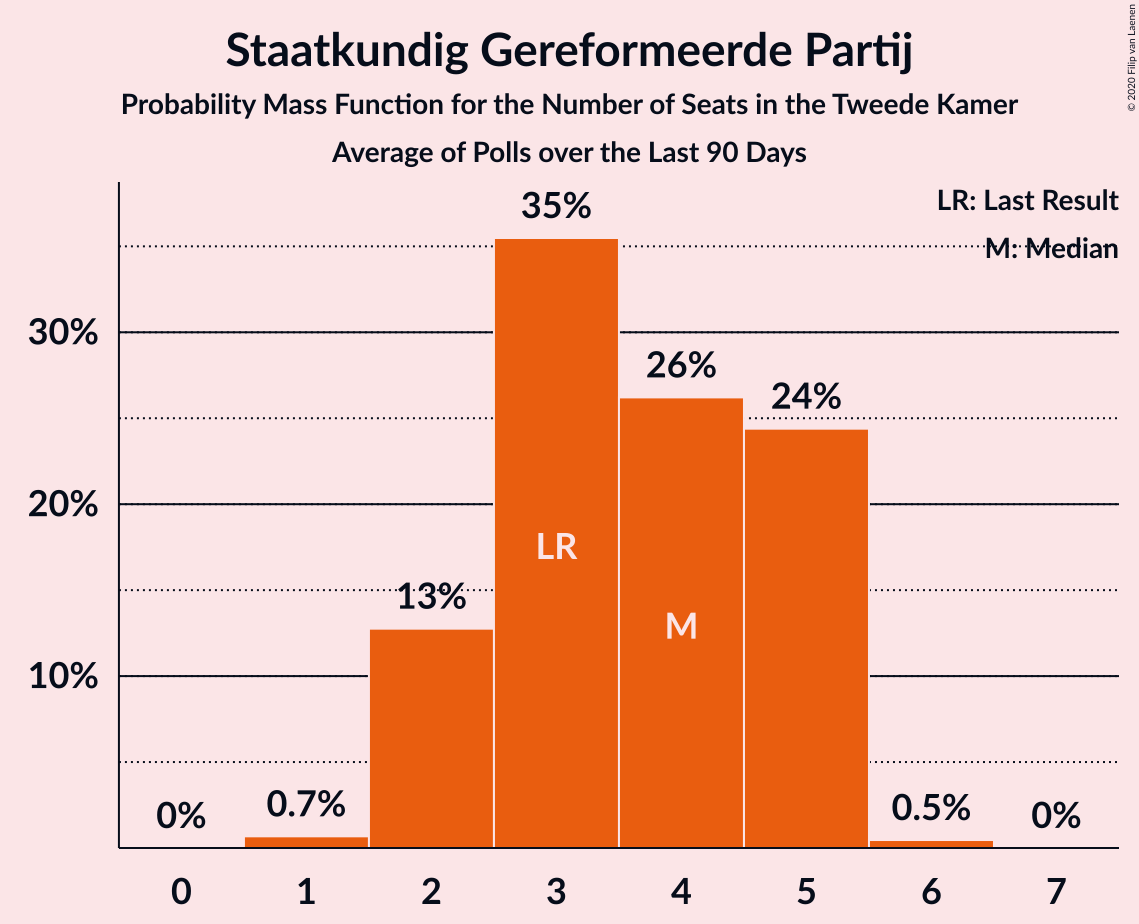 Staatkundig Gereformeerde Partij
Probability Mass Function for the Number of Seats in the Tweede Kamer
Average of Polls over the Last 90 Days
© 2020 Filip van Laenen
LR: Last Result
M: Median
35%
30%
26%
24%
20%
LR
13%
M
10%
0%
0.7%
0.5%
0%
0 1 2 3 4 5 6 7